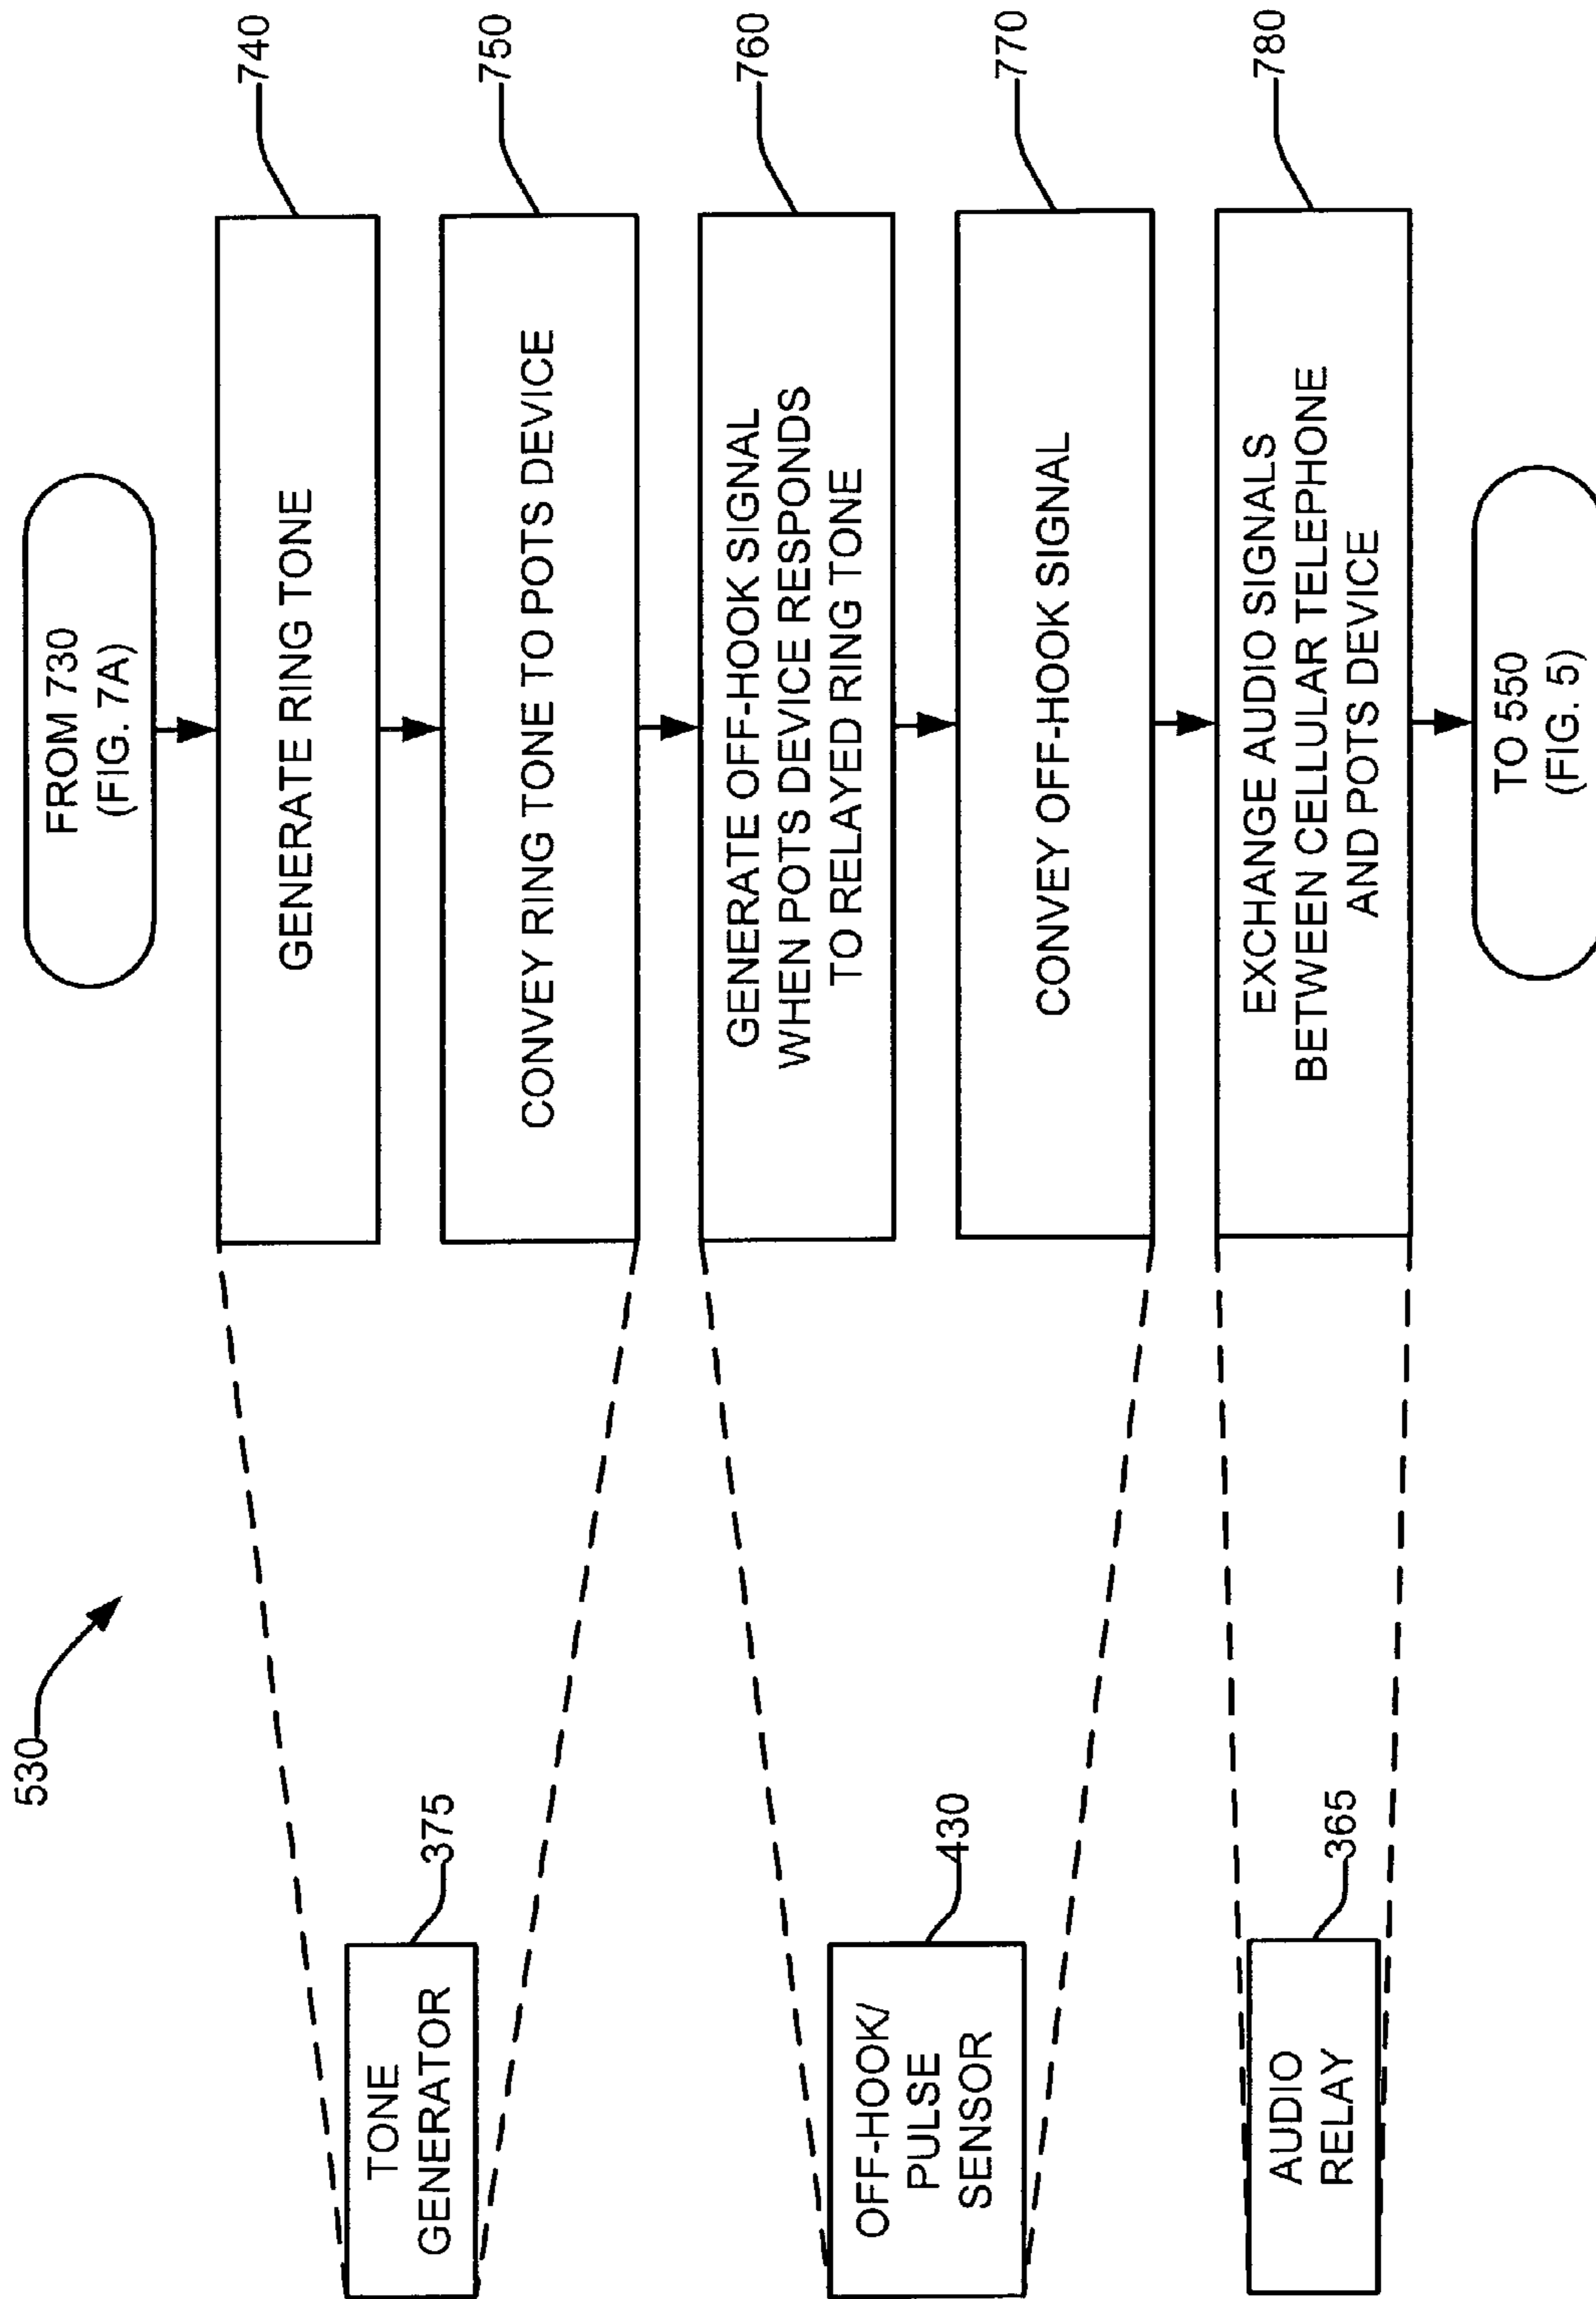 530
FROM 730
(FIG. 7A)
TONE
GENERATOR
375
GENERATE RING TONE
740
CONVEY RING TONE TO POTS DEVICE
750
OFF-HOOK/
PULSE
SENSOR
430
GENERATE OFF-HOOK SIGNAL
WHEN POTS DEVICE RESPONDS
TO RELAYED RING TONE
760
CONVEY OFF-HOOK SIGNAL
770
AUDIO
RELAY
365
EXCHANGE AUDIO SIGNALS
BETWEEN CELLULAR TELEPHONE
AND POTS DEVICE
780
TO 550
(FIG. 5)